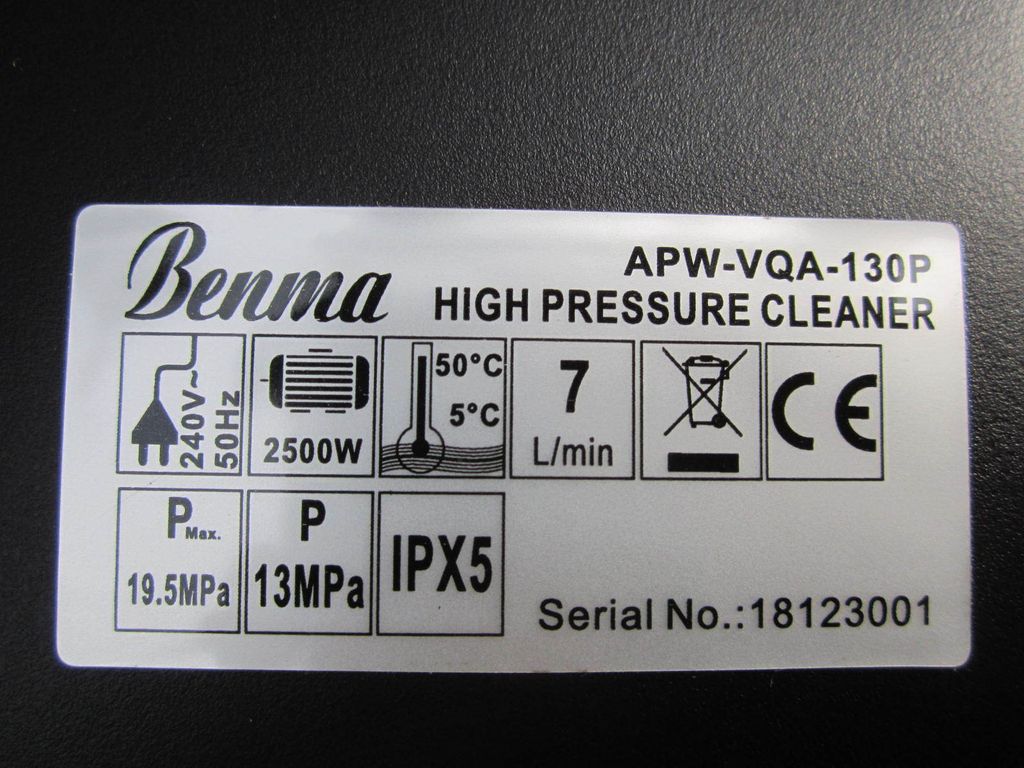 Benma
APW-VQA-130P
HIGH PRESSURE CLEANER
240V~
50Hz
2500W
50°C
5°C
7
L/min
CE
PMax.
19.5MPa
P
13MPa
IPX5
Serial No.:18123001